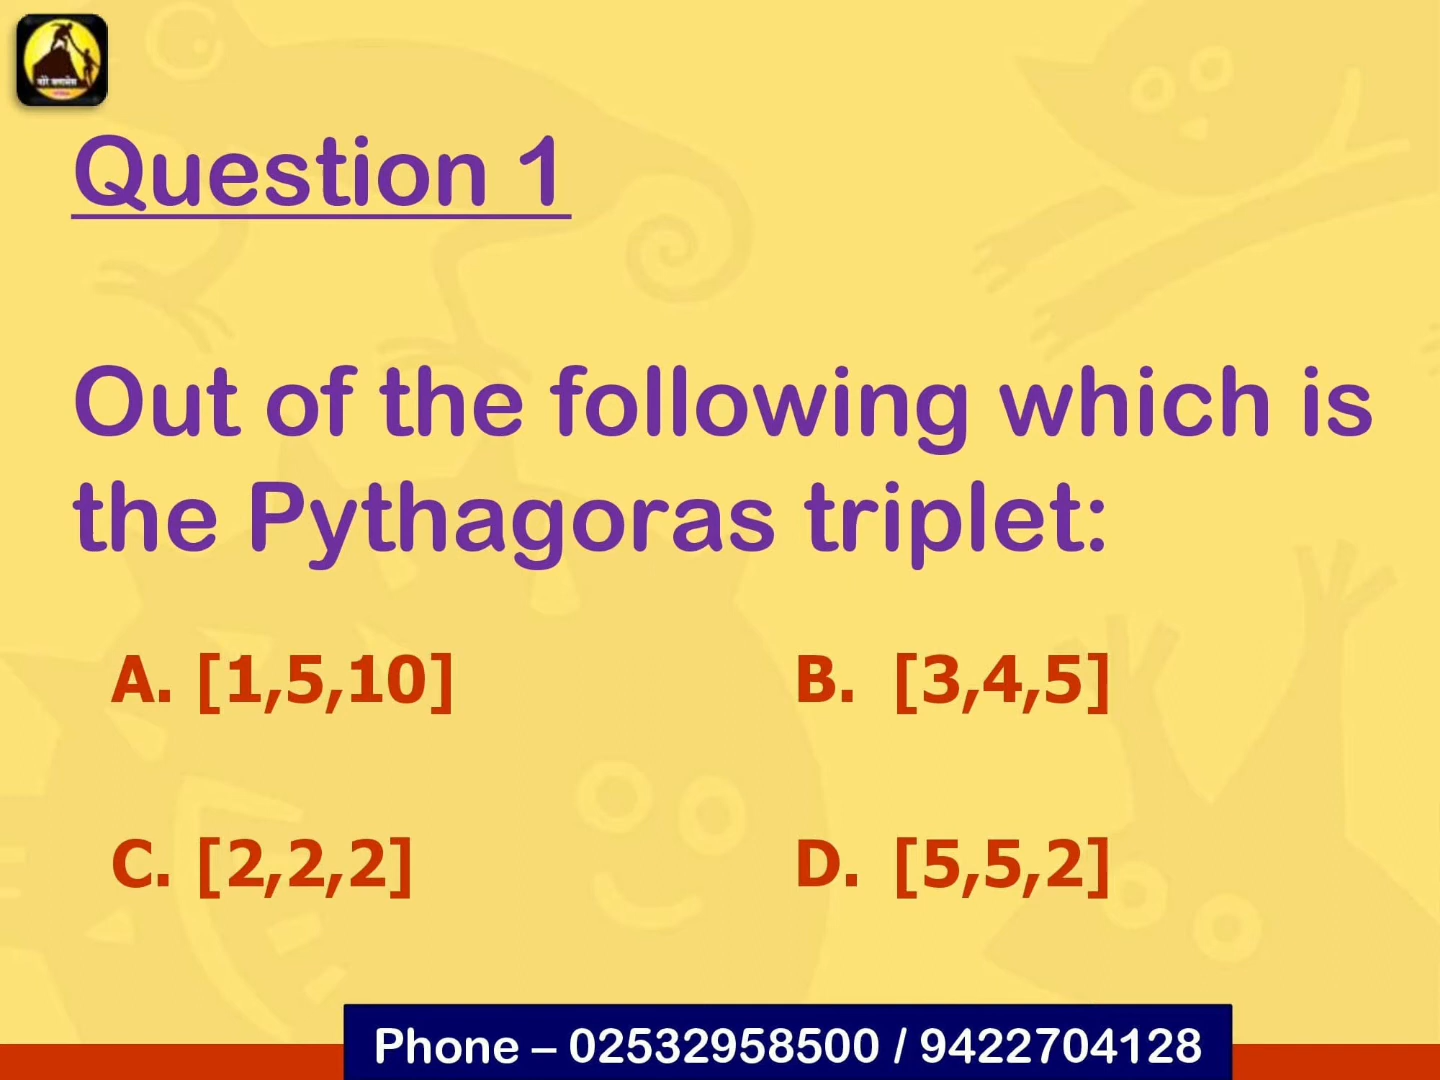 Question 1
Out of the following which is
the Pythagoras triplet:
A. [1,5,10]
B. [3,4,5]
C. [2,2,2]
D. [5,5,2]
Phone – 02532958500 / 9422704128